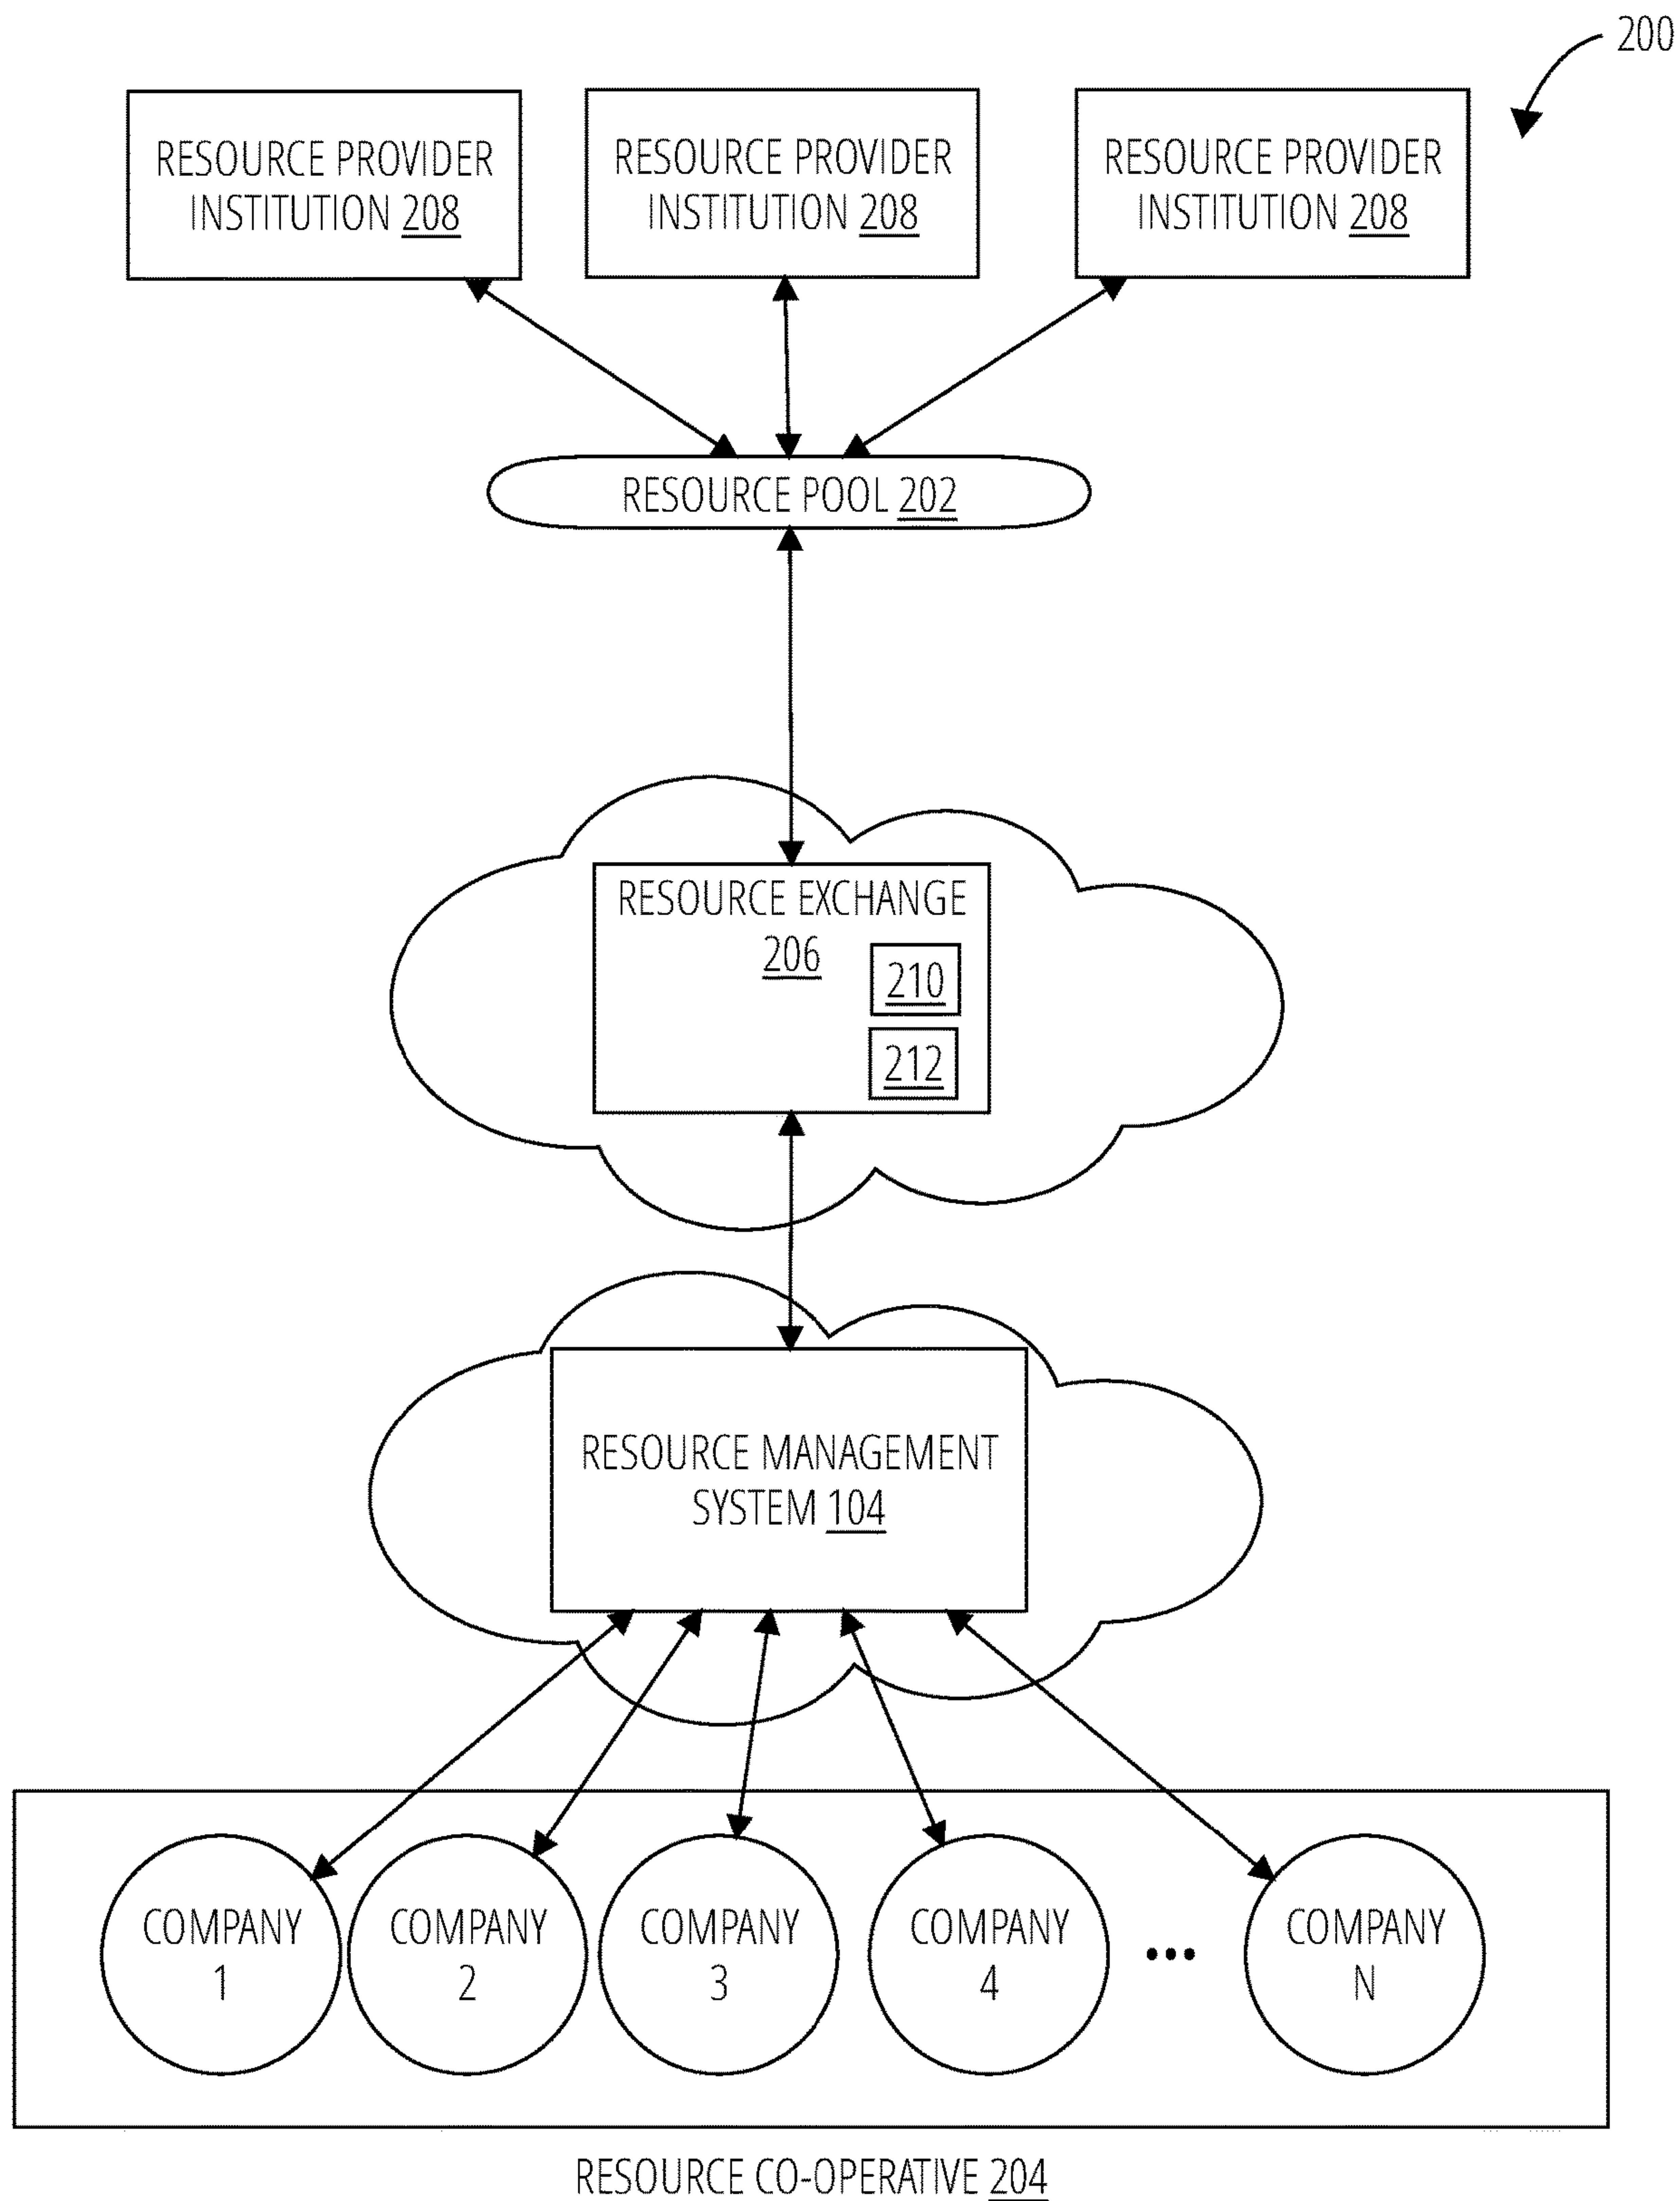 200
RESOURCE PROVIDER
INSTITUTION 208
RESOURCE PROVIDER
INSTITUTION 208
RESOURCE PROVIDER
INSTITUTION 208
RESOURCE POOL 202
RESOURCE EXCHANGE
206
210
212
RESOURCE MANAGEMENT
SYSTEM 104
COMPANY
1
COMPANY
2
COMPANY
3
COMPANY
4
•••
COMPANY
N
RESOURCE CO-OPERATIVE 204